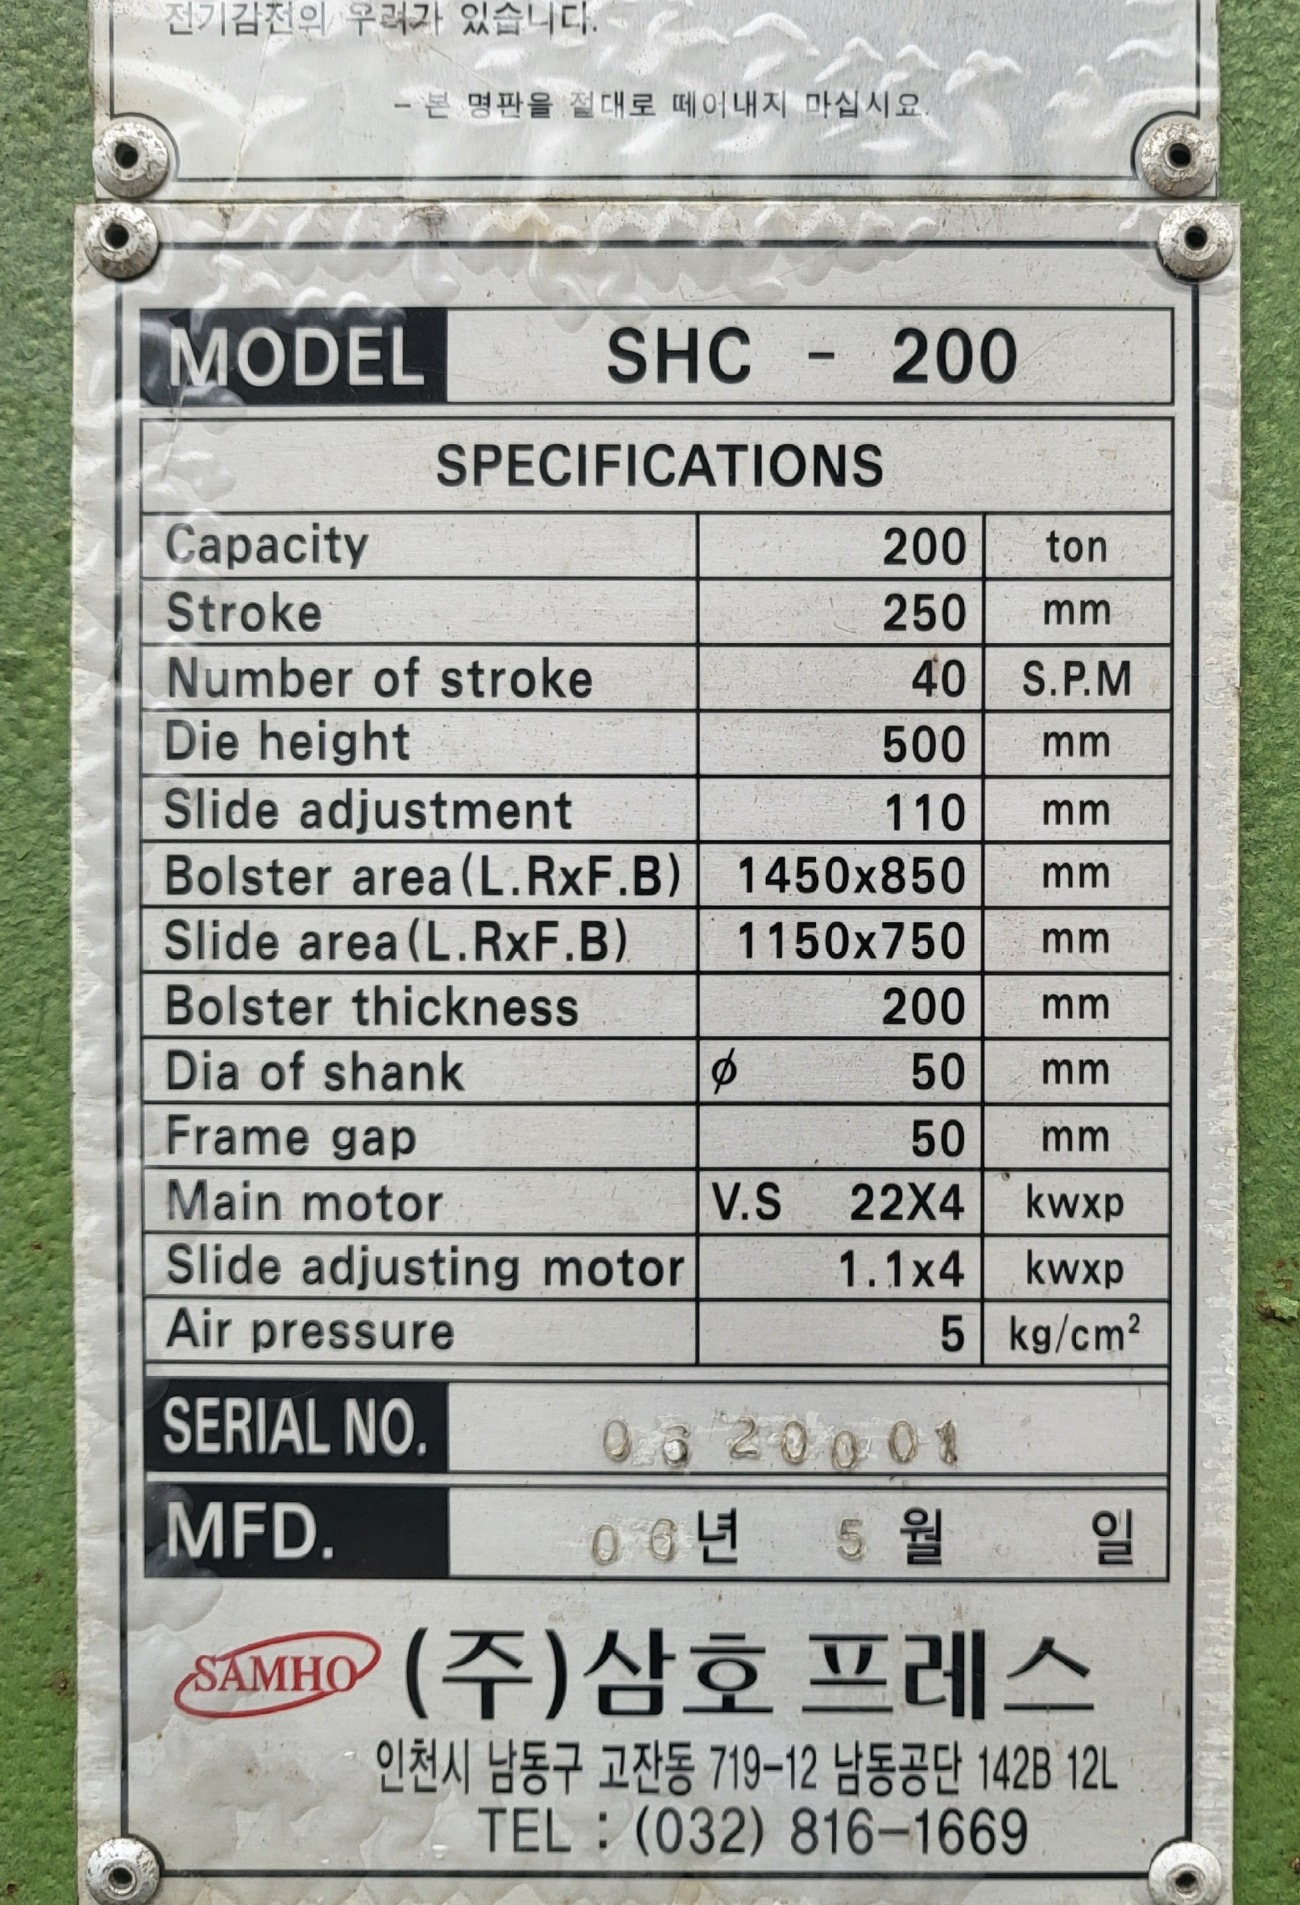 전기감전의 우려가 있습니다.
- 본 명판을 절대로 떼이내지 마십시요.
MODEL SHC - 200
SPECIFICATIONS
Capacity 200 ton
Stroke 250 mm
Number of stroke 40 S.P.M
Die height 500 mm
Slide adjustment 110 mm
Bolster area(L.RxF.B) 1450x850 mm
Slide area(L.RxF.B) 1150x750 mm
Bolster thickness 200 mm
Dia of shank ϕ 50 mm
Frame gap 50 mm
Main motor V.S 22X4 kwxp
Slide adjusting motor 1.1x4 kwxp
Air pressure 5 kg/cm²
SERIAL NO. 0620001
MFD. 06년 5월 일
SAMHO (주)삼호프레스
인천시 남동구 고잔동 719-12 남동공단 142B 12L
TEL : (032) 816-1669